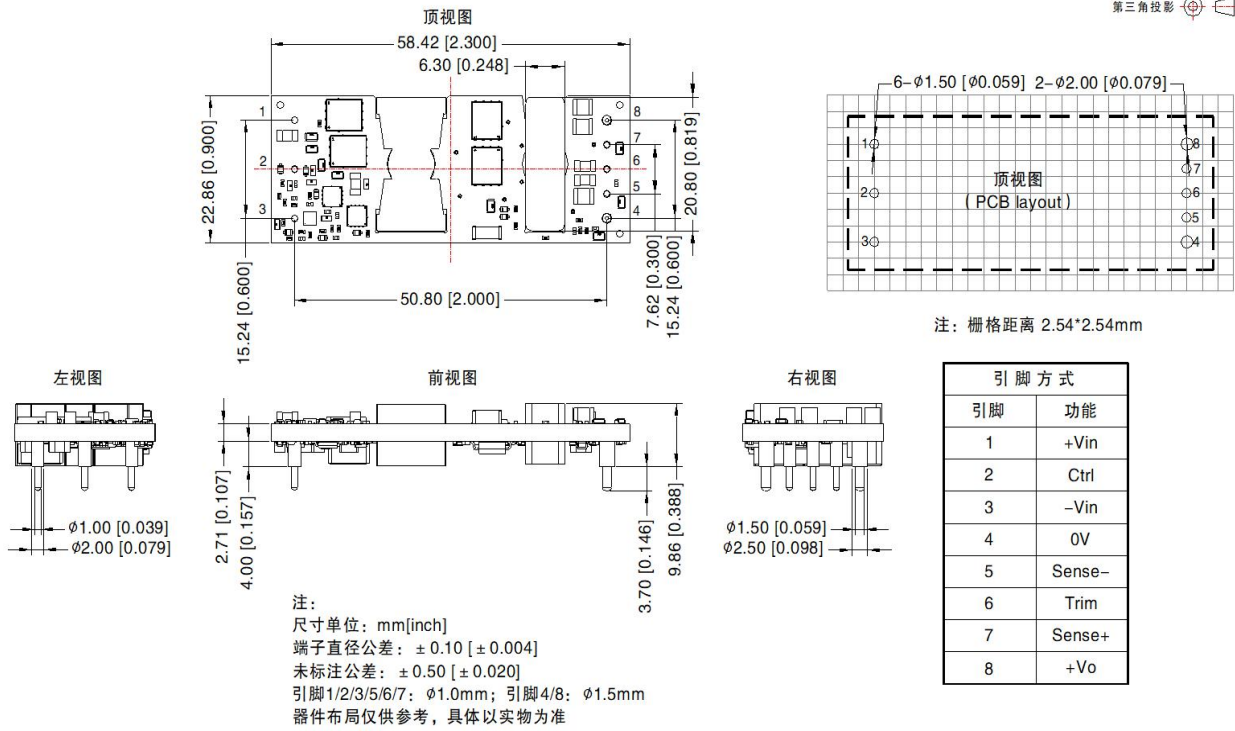 顶视图
第三角投影
58.42 [2.300]
6.30 [0.248]
6-φ1.50 [φ0.059] 2-φ2.00 [φ0.079]
1
2
3
8
7
6
5
4
22.86 [0.900]
20.80 [0.819]
15.24 [0.600]
50.80 [2.000]
7.62 [0.300]
15.24 [0.600]
1
2
3
8
7
6
5
4
顶视图
( PCB layout )
注：栅格距离 2.54*2.54mm
左视图
φ1.00 [0.039]
φ2.00 [0.079]
前视图
2.71 [0.107]
4.00 [0.157]
3.70 [0.146]
9.86 [0.388]
右视图
φ1.50 [0.059]
φ2.50 [0.098]
引脚方式
引脚 功能
1 +Vin
2 Ctrl
3 -Vin
4 0V
5 Sense-
6 Trim
7 Sense+
8 +Vo
注：
尺寸单位：mm[inch]
端子直径公差：±0.10 [±0.004]
未标注公差：±0.50 [±0.020]
引脚1/2/3/5/6/7：φ1.0mm；引脚4/8：φ1.5mm
器件布局仅供参考，具体以实物为准